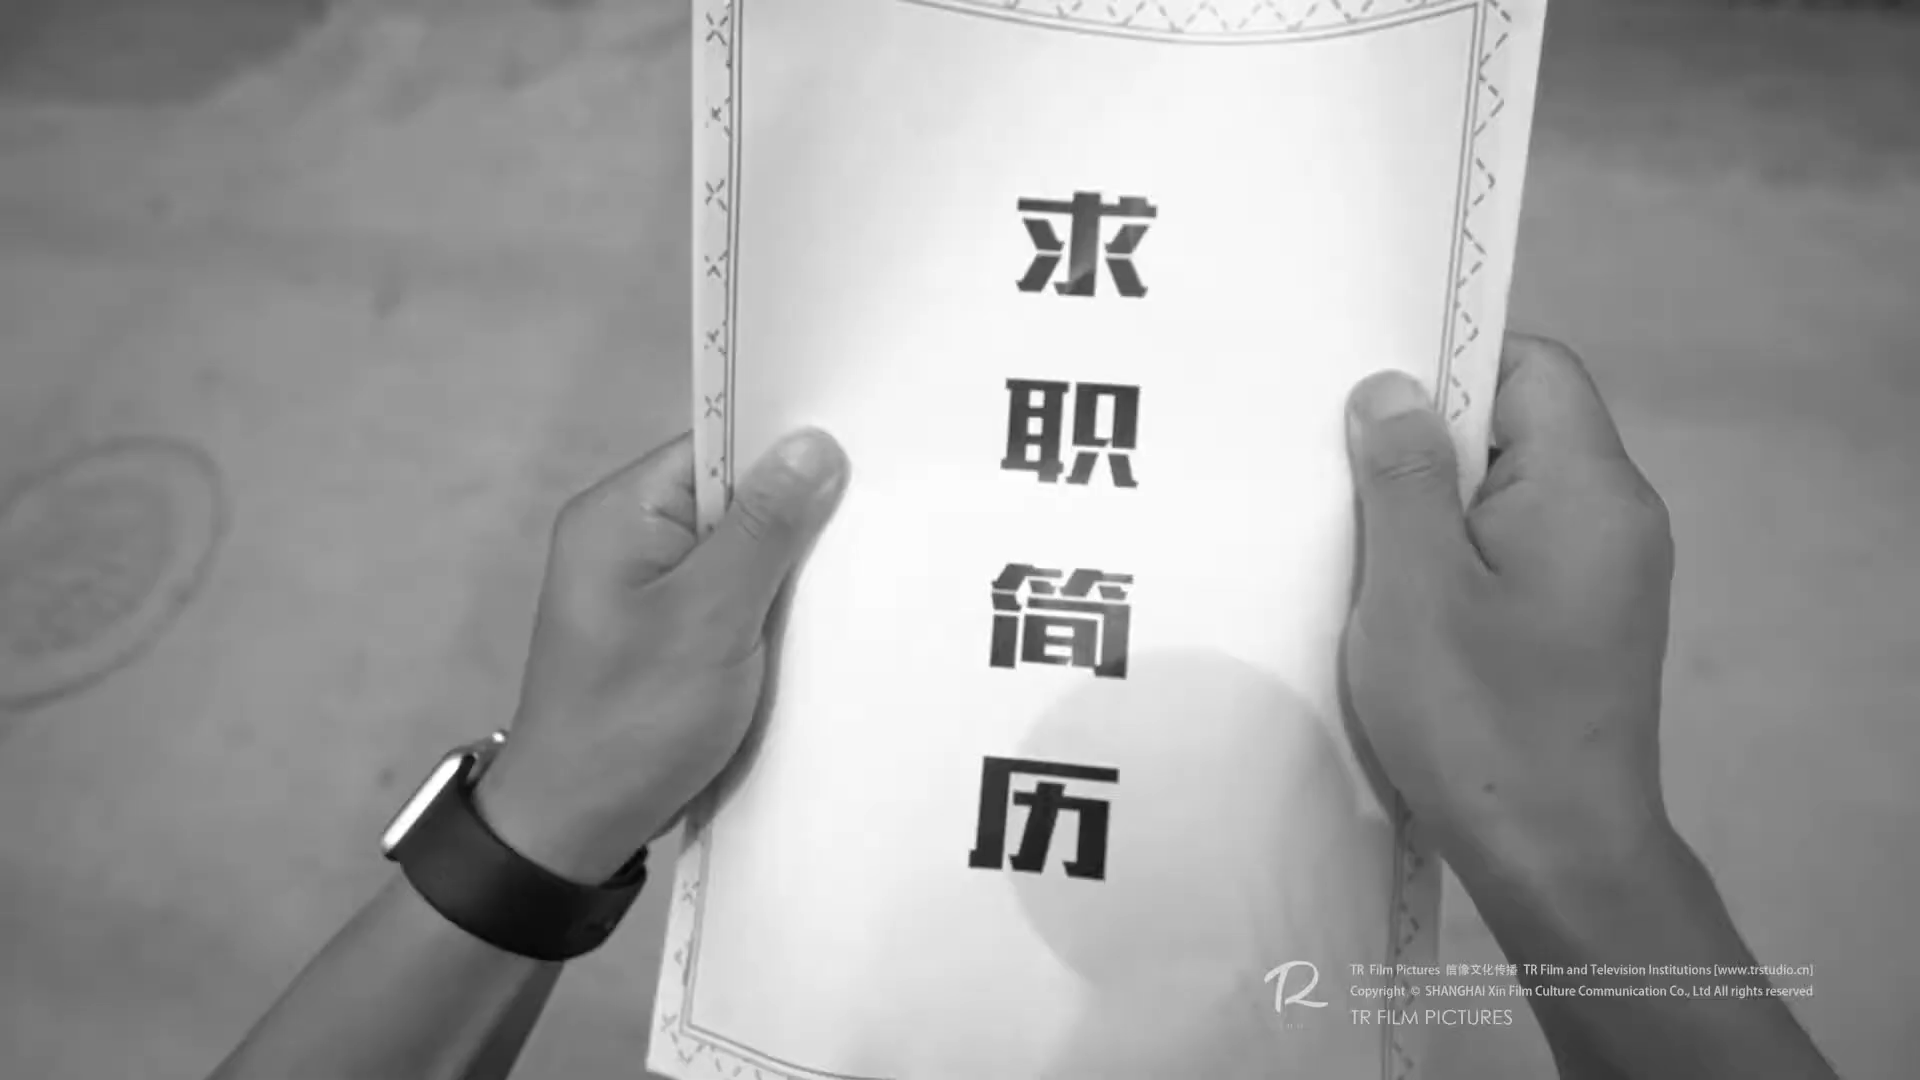 求
职
简
历
TR Film Pictures 信像文化传播 TR Film and Television Institutions [www.trstudio.cn]
Copyright © SHANGHAI Xin Film Culture Communication Co., Ltd All rights reserved
TR FILM PICTURES